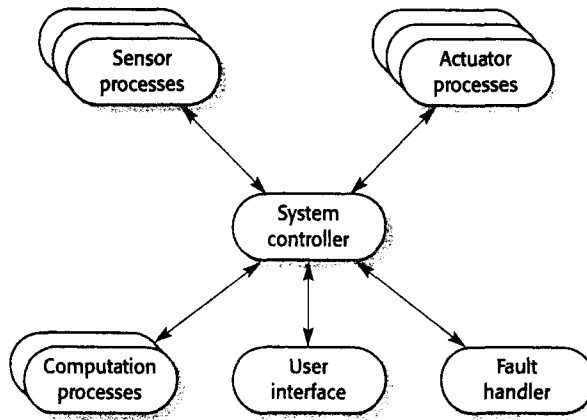 Sensor
processes
Actuator
processes
System
controller
Computation
processes
User
interface
Fault
handler